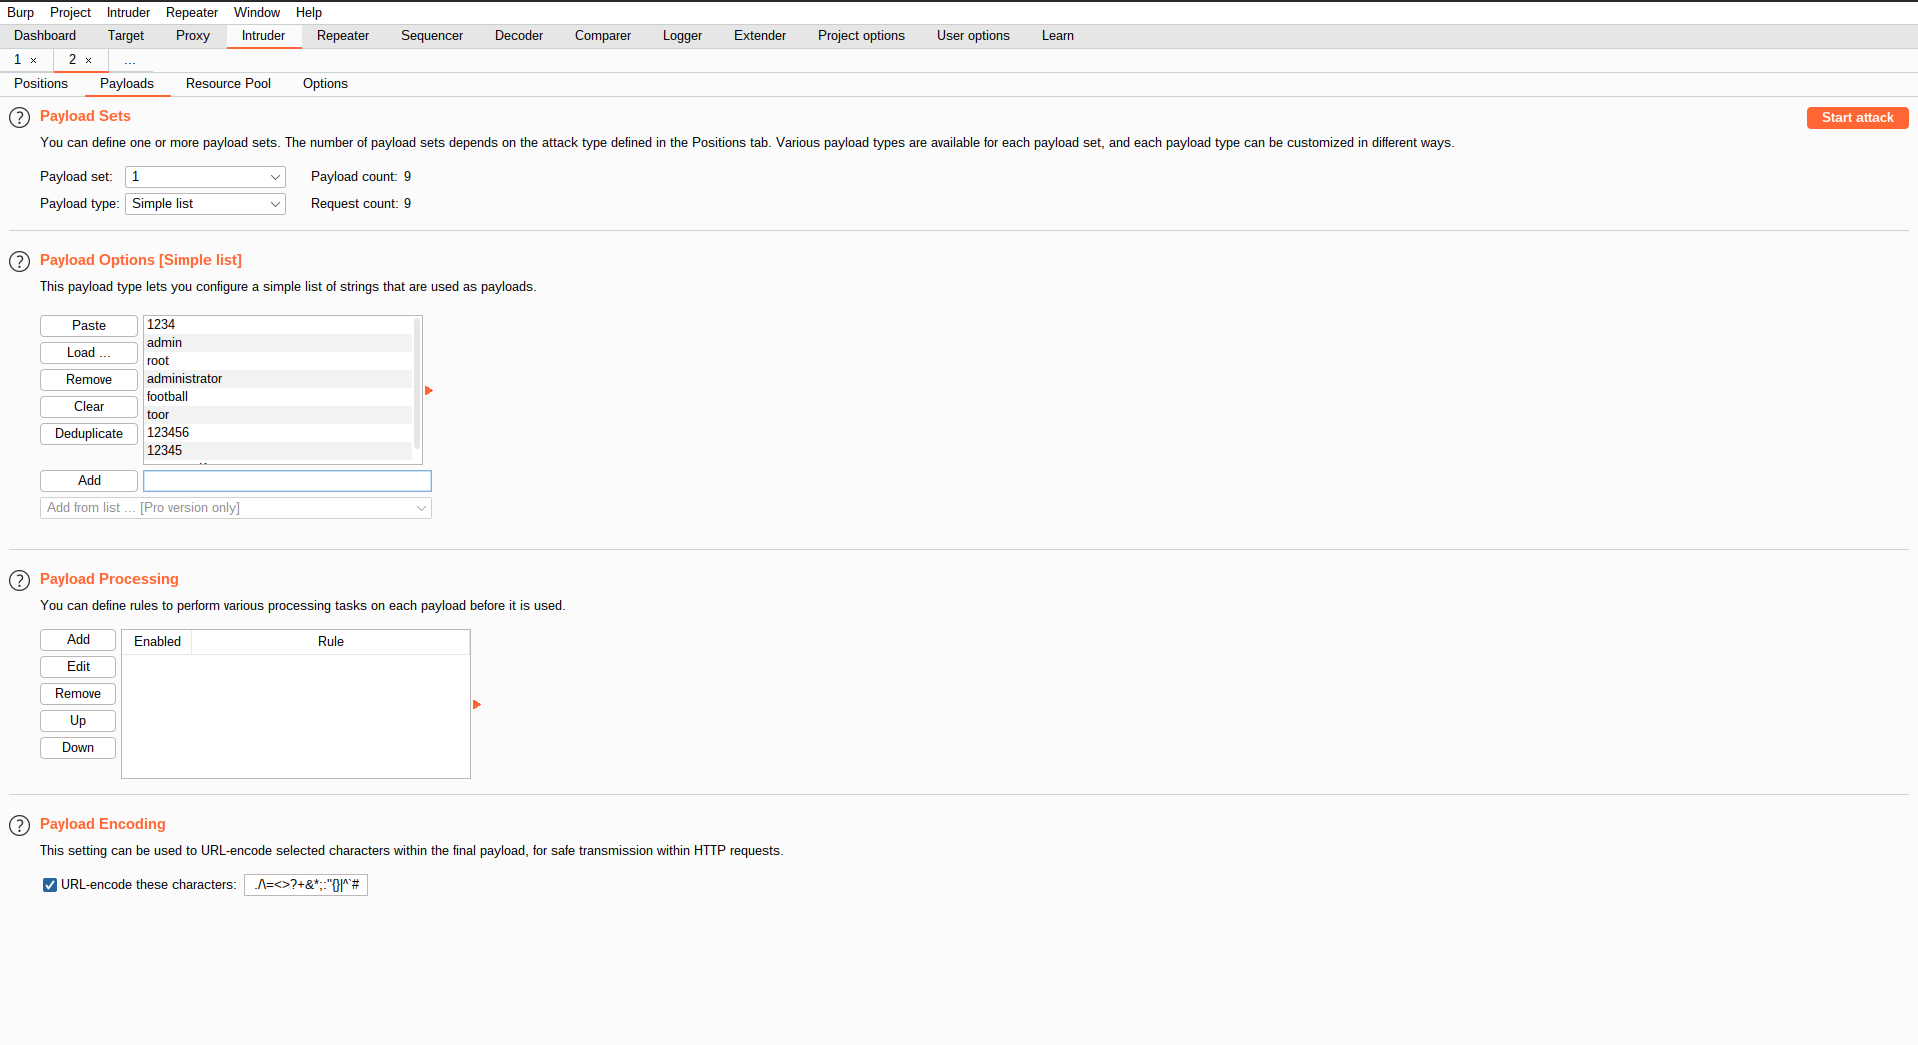 Burp Project Intruder Repeater Window Help
Dashboard Target Proxy Intruder Repeater Sequencer Decoder Comparer Logger Extender Project options User options Learn
1 × 2 × ...
Positions Payloads Resource Pool Options
? Payload Sets Start attack
You can define one or more payload sets. The number of payload sets depends on the attack type defined in the Positions tab. Various payload types are available for each payload set, and each payload type can be customized in different ways.
Payload set: 1 Payload count: 9
Payload type: Simple list Request count: 9
? Payload Options [Simple list]
This payload type lets you configure a simple list of strings that are used as payloads.
Paste
Load ...
Remove
Clear
Deduplicate
1234
admin
root
administrator
football
toor
123456
12345
Add
Add from list ... [Pro version only]
? Payload Processing
You can define rules to perform various processing tasks on each payload before it is used.
Add
Edit
Remove
Up
Down
Enabled Rule
? Payload Encoding
This setting can be used to URL-encode selected characters within the final payload, for safe transmission within HTTP requests.
URL-encode these characters: ./\=<>?+&*;:"{}|^`#